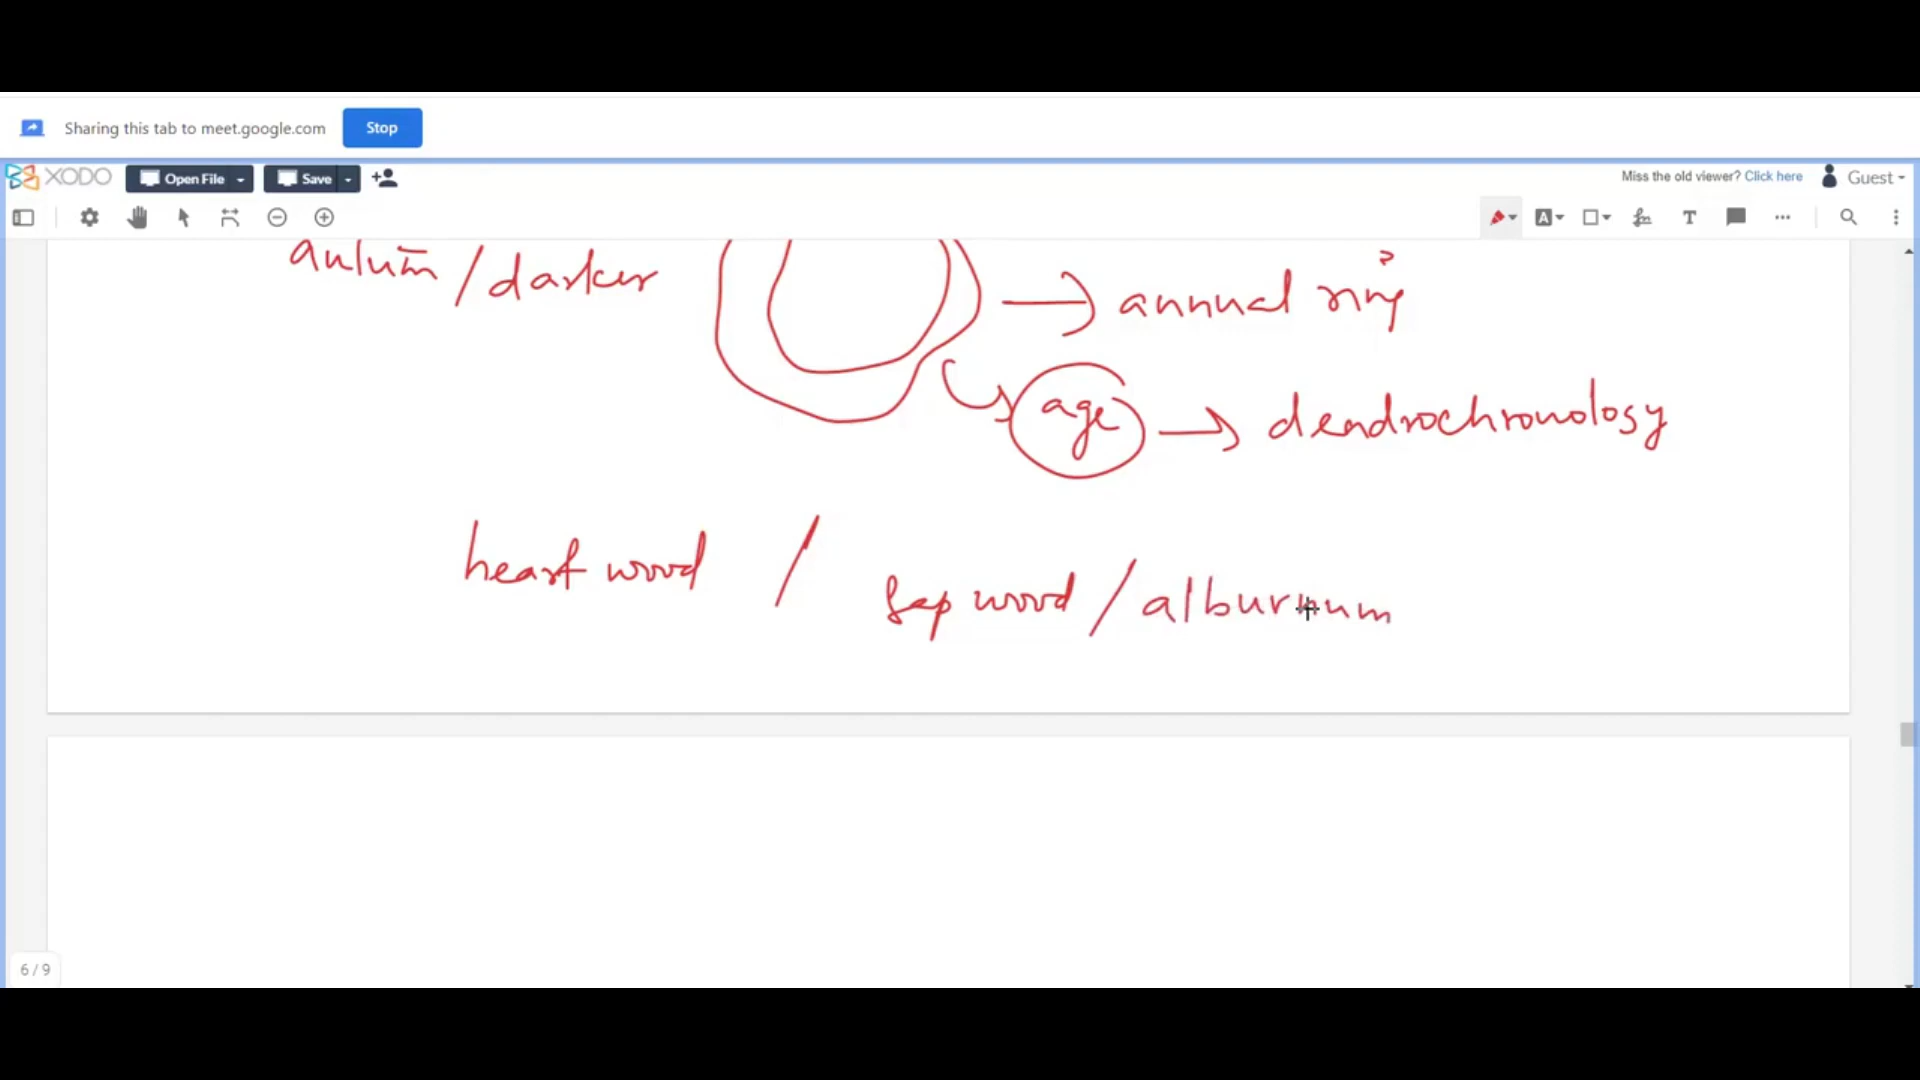 Sharing this tab to meet.google.com Stop
XODO Open File Save Miss the old viewer? Click here Guest
A T
autum / darker → annual ring
age → dendrochronology
heart wood / sap wood / alburnum
6 / 9